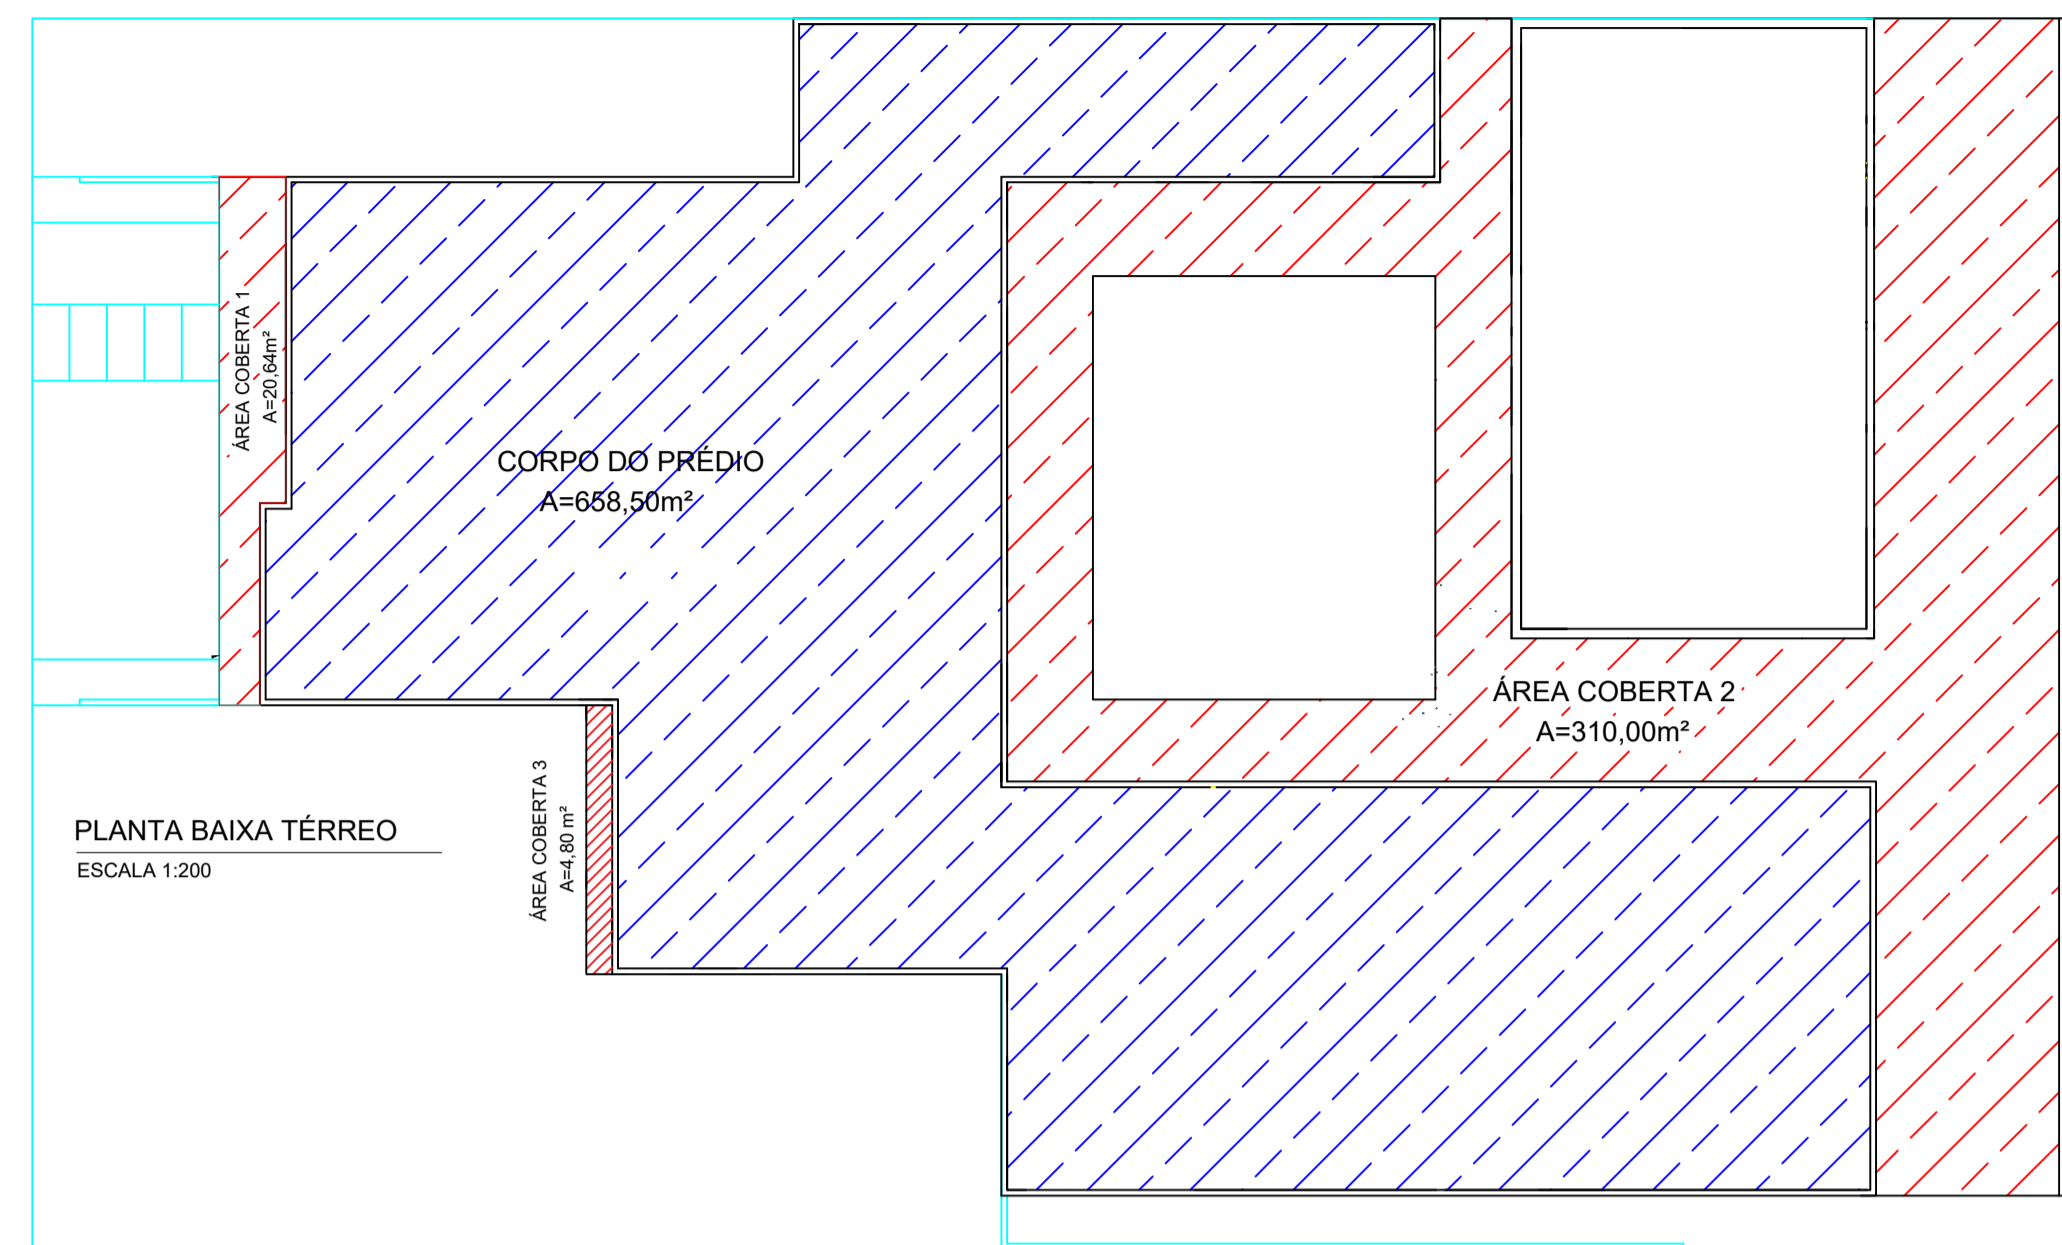 ÁREA COBERTA 1
A=20,64m²
CORPO DO PRÉDIO
A=658,50m²
ÁREA COBERTA 2
A=310,00m²
ÁREA COBERTA 3
A=4,80 m²
PLANTA BAIXA TÉRREO
ESCALA 1:200